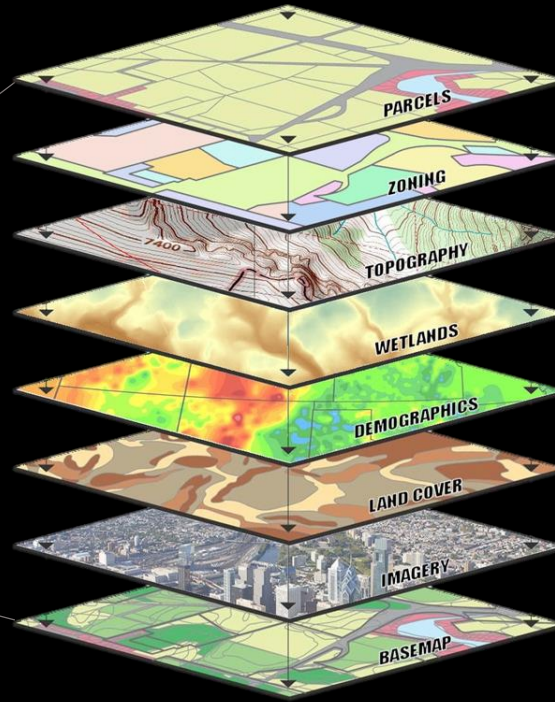 PARCELS
ZONING
7400
TOPOGRAPHY
WETLANDS
DEMOGRAPHICS
LAND COVER
IMAGERY
BASEMAP